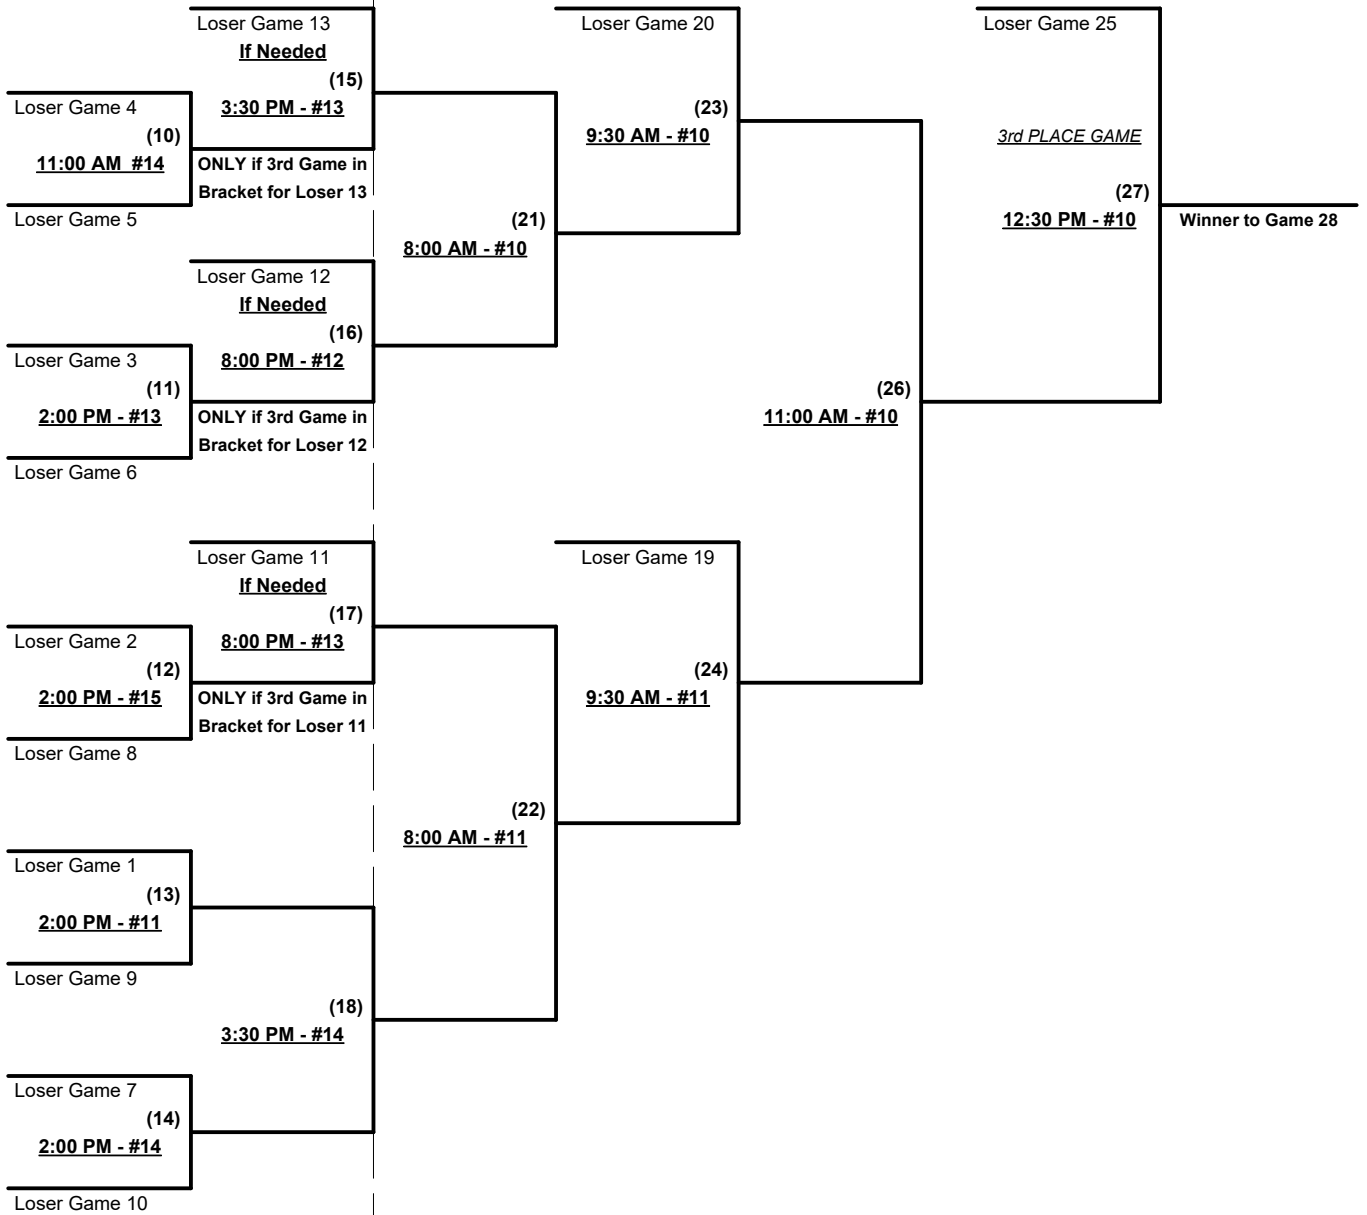 Loser Game 13
If Needed
(15)
3:30 PM - #13
Loser Game 4
(10)
11:00 AM  #14
ONLY if 3rd Game in
Bracket for Loser 13
Loser Game 5
Loser Game 12
If Needed
(16)
8:00 PM - #12
Loser Game 3
(11)
2:00 PM - #13
ONLY if 3rd Game in
Bracket for Loser 12
Loser Game 6
Loser Game 11
If Needed
(17)
8:00 PM - #13
Loser Game 2
(12)
2:00 PM - #15
ONLY if 3rd Game in
Bracket for Loser 11
Loser Game 8
Loser Game 1
(13)
2:00 PM - #11
Loser Game 9
(18)
3:30 PM - #14
Loser Game 7
(14)
2:00 PM - #14
Loser Game 10
(21)
8:00 AM - #10
(22)
8:00 AM - #11
Loser Game 20
(23)
9:30 AM - #10
Loser Game 19
(24)
9:30 AM - #11
(26)
11:00 AM - #10
Loser Game 25
3rd PLACE GAME
(27)
12:30 PM - #10
Winner to Game 28